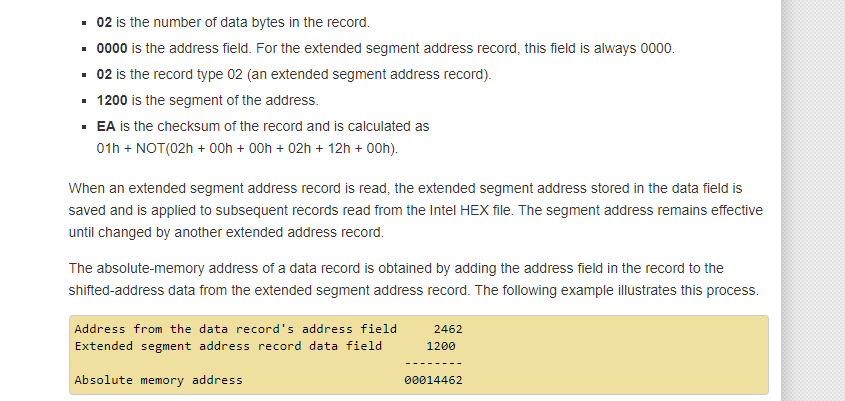 ▪ 02 is the number of data bytes in the record.
▪ 0000 is the address field. For the extended segment address record, this field is always 0000.
▪ 02 is the record type 02 (an extended segment address record).
▪ 1200 is the segment of the address.
▪ EA is the checksum of the record and is calculated as
01h + NOT(02h + 00h + 00h + 02h + 12h + 00h).
When an extended segment address record is read, the extended segment address stored in the data field is
saved and is applied to subsequent records read from the Intel HEX file. The segment address remains effective
until changed by another extended address record.
The absolute-memory address of a data record is obtained by adding the address field in the record to the
shifted-address data from the extended segment address record. The following example illustrates this process.
Address from the data record's address field     2462
Extended segment address record data field      1200
                                             --------
Absolute memory address                      00014462